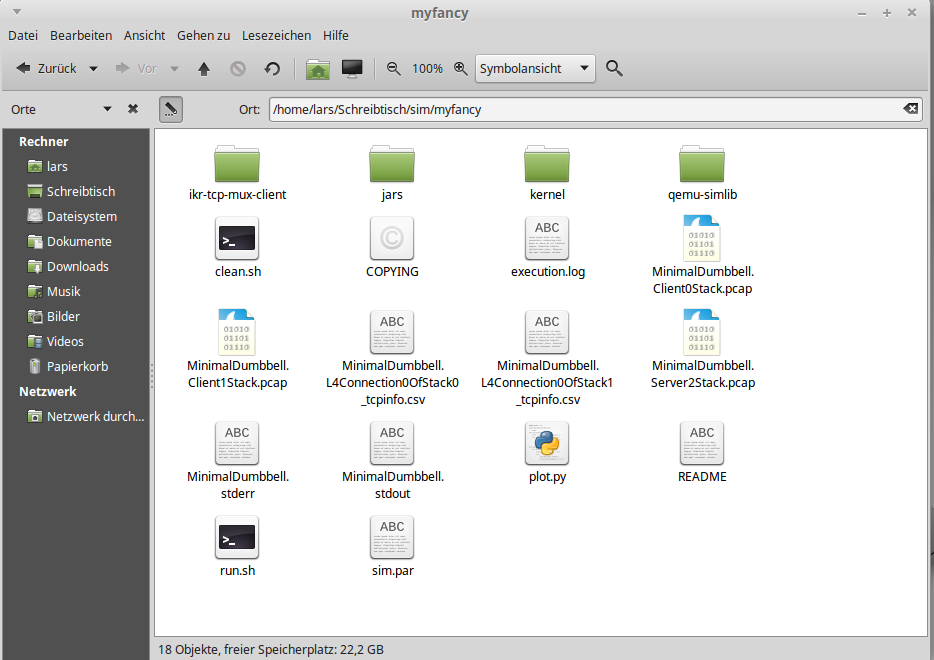 myfancy
Datei Bearbeiten Ansicht Gehen zu Lesezeichen Hilfe
Zurück Vor 100% Symbolansicht
Orte Ort: /home/lars/Schreibtisch/sim/myfancy
Rechner
lars
Schreibtisch
Dateisystem
Dokumente
Downloads
Musik
Bilder
Videos
Papierkorb
Netzwerk
Netzwerk durch...
ikr-tcp-mux-client jars kernel qemu-simlib
clean.sh COPYING execution.log MinimalDumbbell.
Client0Stack.pcap
MinimalDumbbell. MinimalDumbbell. MinimalDumbbell. MinimalDumbbell.
Client1Stack.pcap L4Connection0OfStack0 L4Connection0OfStack1 Server2Stack.pcap
_tcpinfo.csv _tcpinfo.csv
MinimalDumbbell. MinimalDumbbell. plot.py README
stderr stdout
run.sh sim.par
18 Objekte, freier Speicherplatz: 22,2 GB